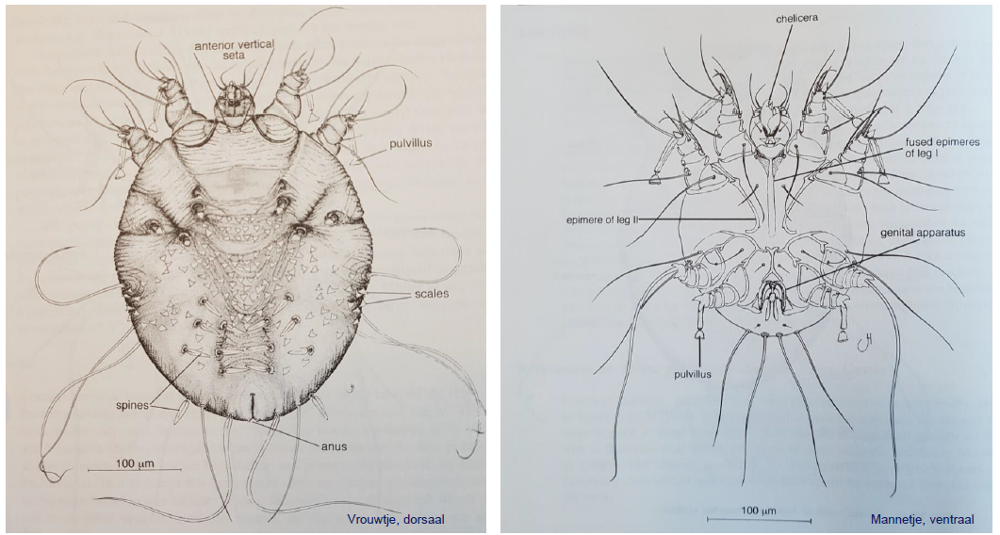 anterior vertical
seta
pulvillus
scales
spines
anus
100 µm
Vrouwtje, dorsaal
chelicera
fused epimeres
of leg I
epimere of leg II
genital apparatus
pulvillus
100 µm
Mannetje, ventraal